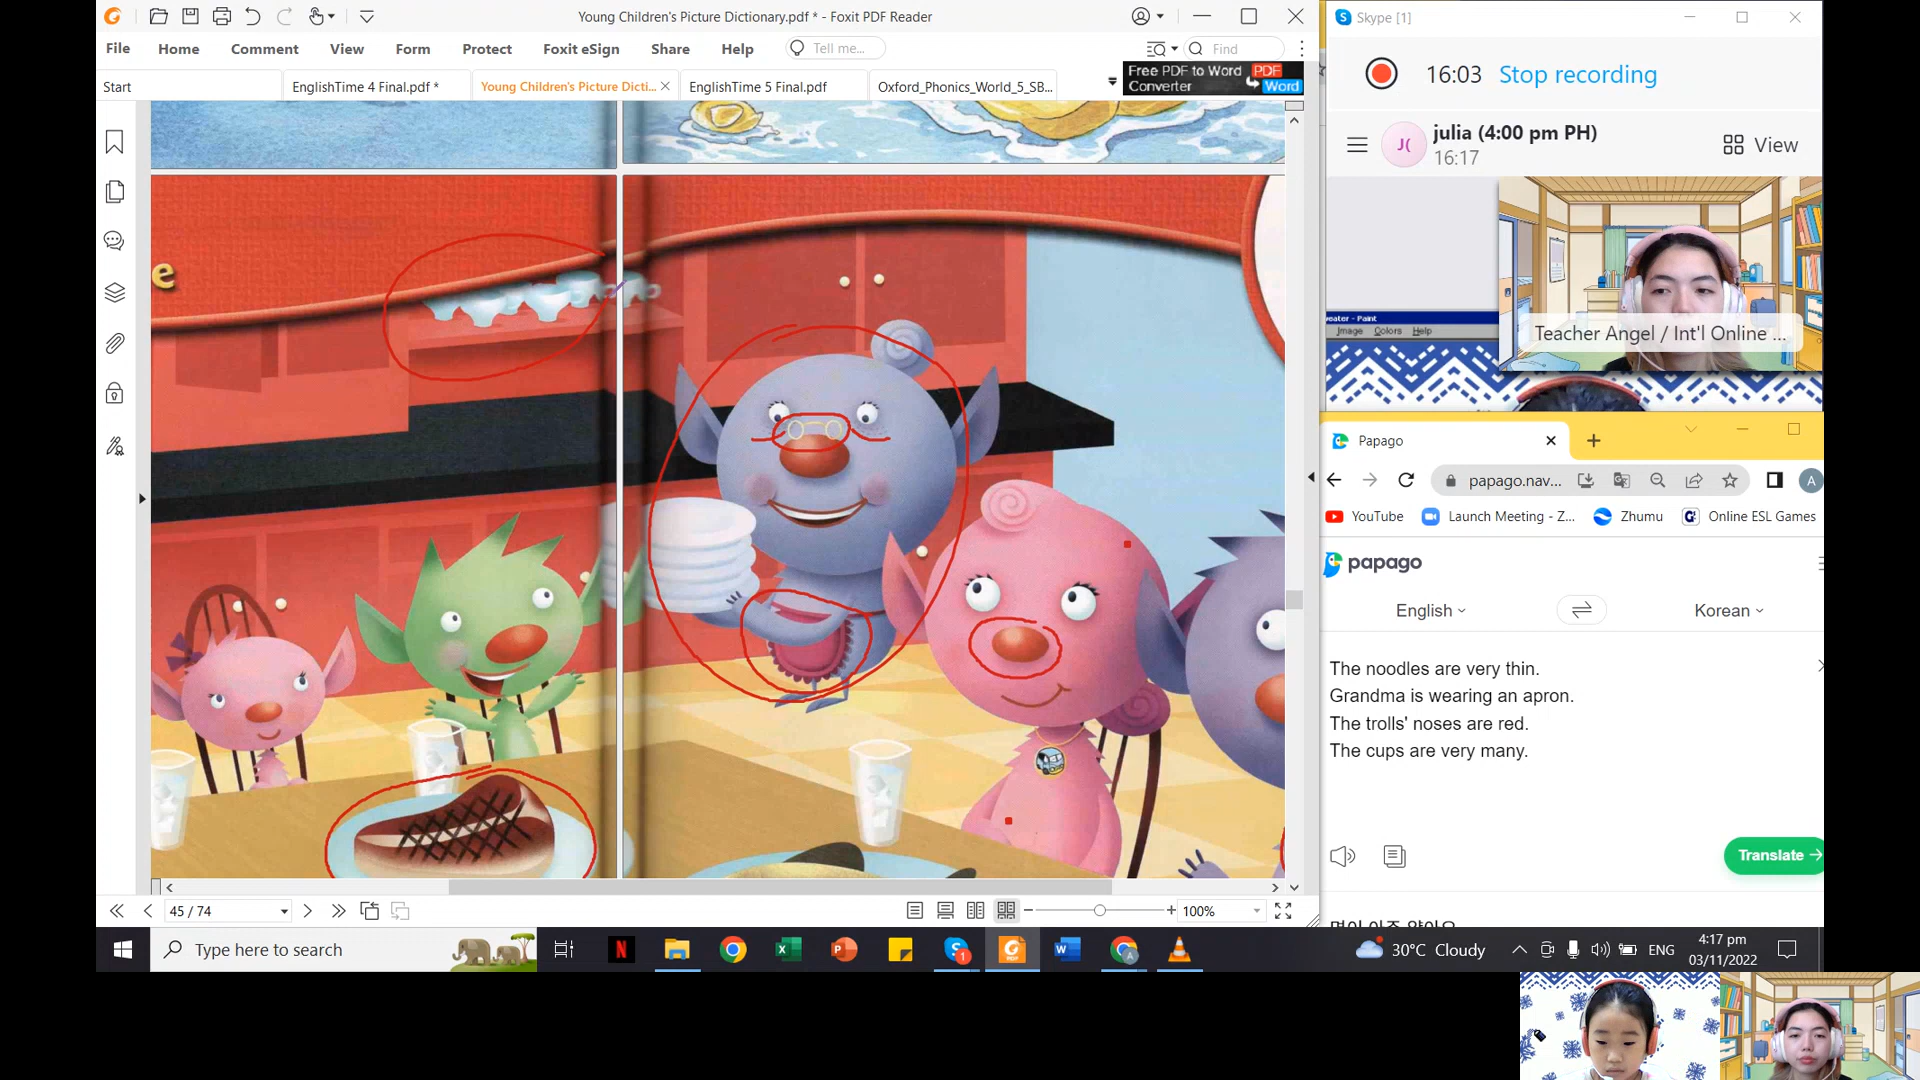 Young Children's Picture Dictionary.pdf * - Foxit PDF Reader
File Home Comment View Form Protect Foxit eSign Share Help Tell me... Find
Start EnglishTime 4 Final.pdf * Young Children's Picture Dicti... EnglishTime 5 Final.pdf Oxford_Phonics_World_5_SB...
Free PDF to Word PDF
Converter Word
e
45 / 74
100%
Type here to search
30°C Cloudy
ENG
4:17 pm
03/11/2022
Skype [1]
16:03 Stop recording
J( julia (4:00 pm PH)
16:17
View
eater - Paint
Image Colors Help
Teacher Angel / Int'l Online ...
Papago
papago.nav...
A
YouTube Launch Meeting - Z... Zhumu Online ESL Games
papago
English Korean
The noodles are very thin.
Grandma is wearing an apron.
The trolls' noses are red.
The cups are very many.
Translate